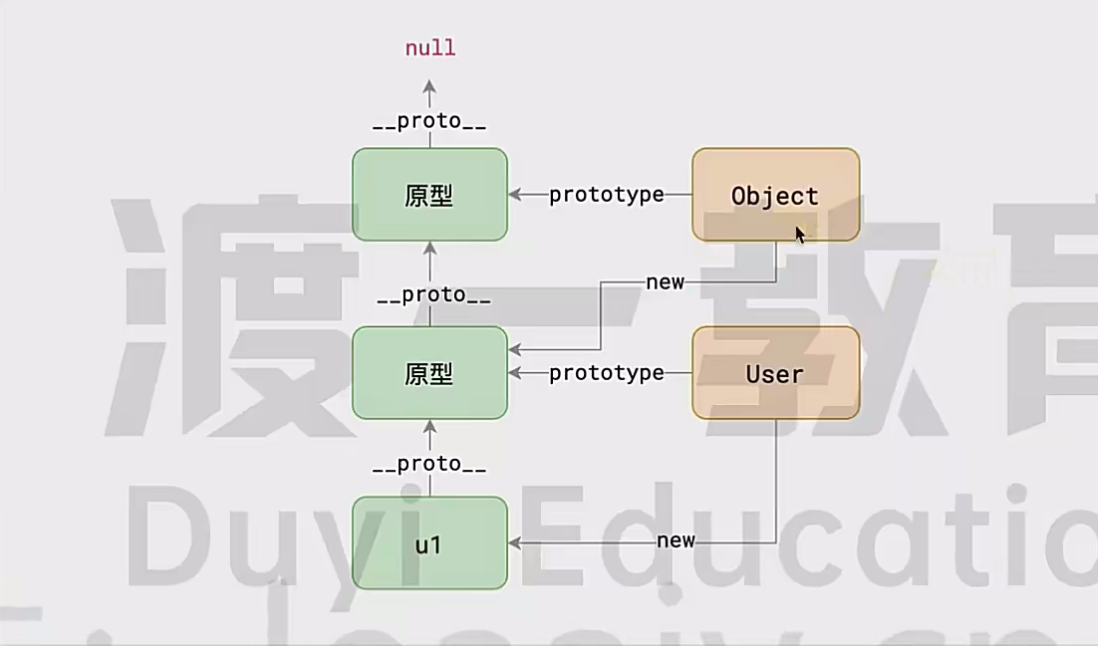 null
__proto__
原型
prototype
Object
__proto__
new
原型
prototype
User
__proto__
u1
new
渡一教育
Duyi Educatio